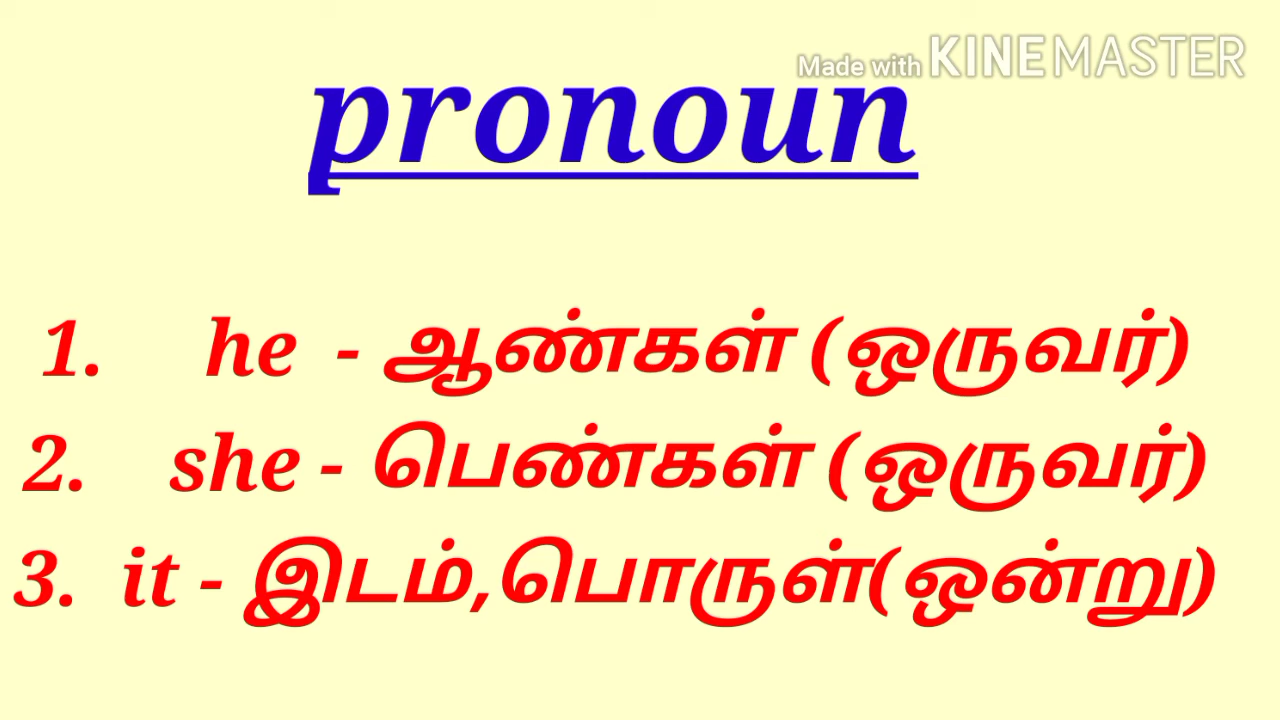 Made with KINEMASTER
pronoun
1. he - ஆண்கள் (ஒருவர்)
2. she - பெண்கள் (ஒருவர்)
3. it - இடம்,பொருள்(ஒன்று)